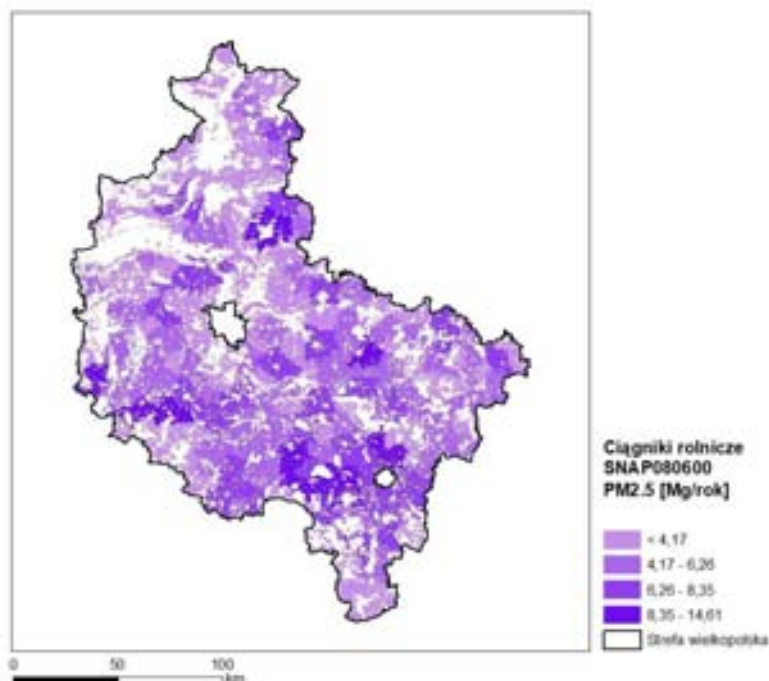 Ciągniki rolnicze
SNAP080600
PM2.5 [Mg/rok]
< 4,17
4,17 - 6,26
6,26 - 8,35
8,35 - 14,61
Strefa wielkopolska
0 50 100
km